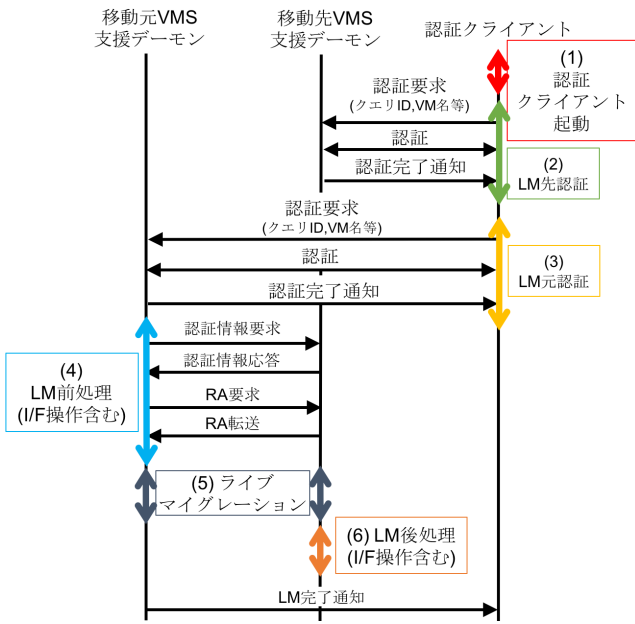 移動元VMS
支援デーモン
移動先VMS
支援デーモン
認証クライアント
(1)
認証
クライアント
起動
認証要求
(クエリID,VM名等)
認証
認証完了通知
(2)
LM先認証
認証要求
(クエリID,VM名等)
認証
認証完了通知
(3)
LM元認証
認証情報要求
認証情報応答
RA要求
RA転送
(4)
LM前処理
(I/F操作含む)
(5) ライブ
マイグレーション
(6) LM後処理
(I/F操作含む)
LM完了通知